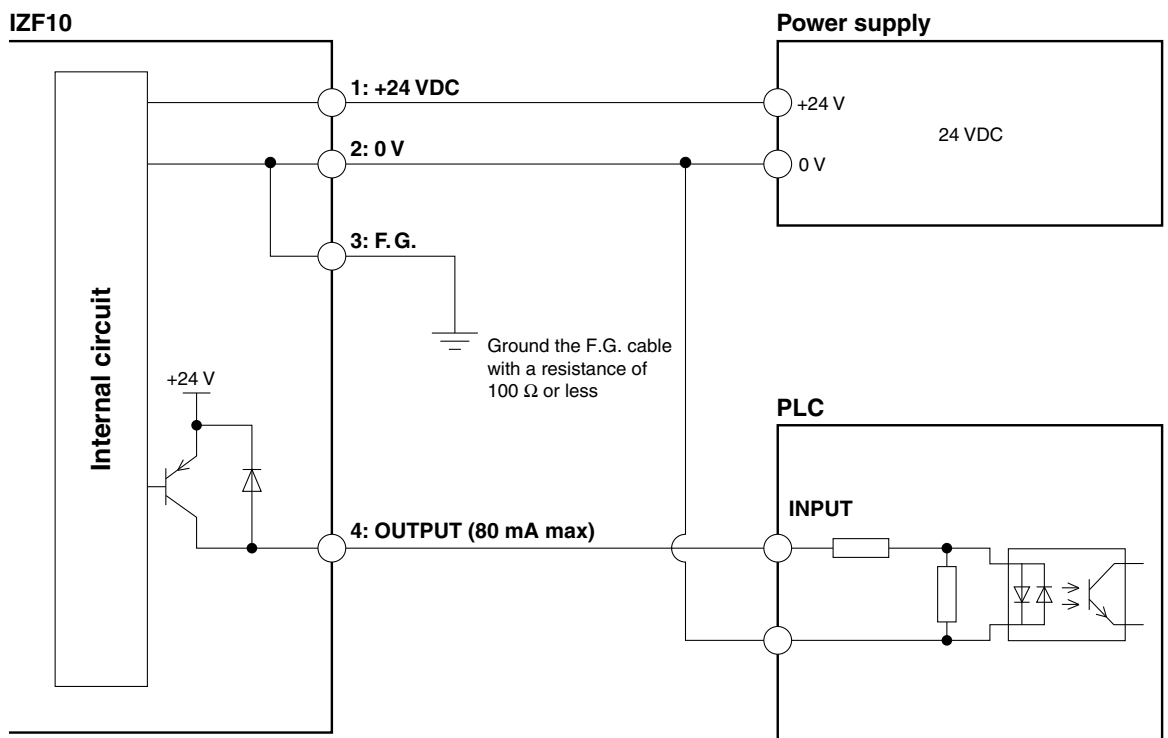 IZF10
Power supply
1: +24 VDC
+24 V
24 VDC
2: 0 V
0 V
3: F. G.
Internal circuit
Ground the F.G. cable
with a resistance of
100 Ω or less
+24 V
PLC
INPUT
4: OUTPUT (80 mA max)